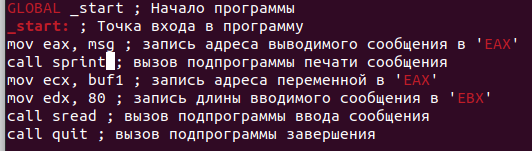 GLOBAL _start ; Начало программы
_start: ; Точка входа в программу
mov eax, msg ; запись адреса выводимого сообщения в 'EAX'
call sprint ; вызов подпрограммы печати сообщения
mov ecx, buf1 ; запись адреса переменной в 'EAX'
mov edx, 80 ; запись длины вводимого сообщения в 'EBX'
call sread ; вызов подпрограммы ввода сообщения
call quit ; вызов подпрограммы завершения